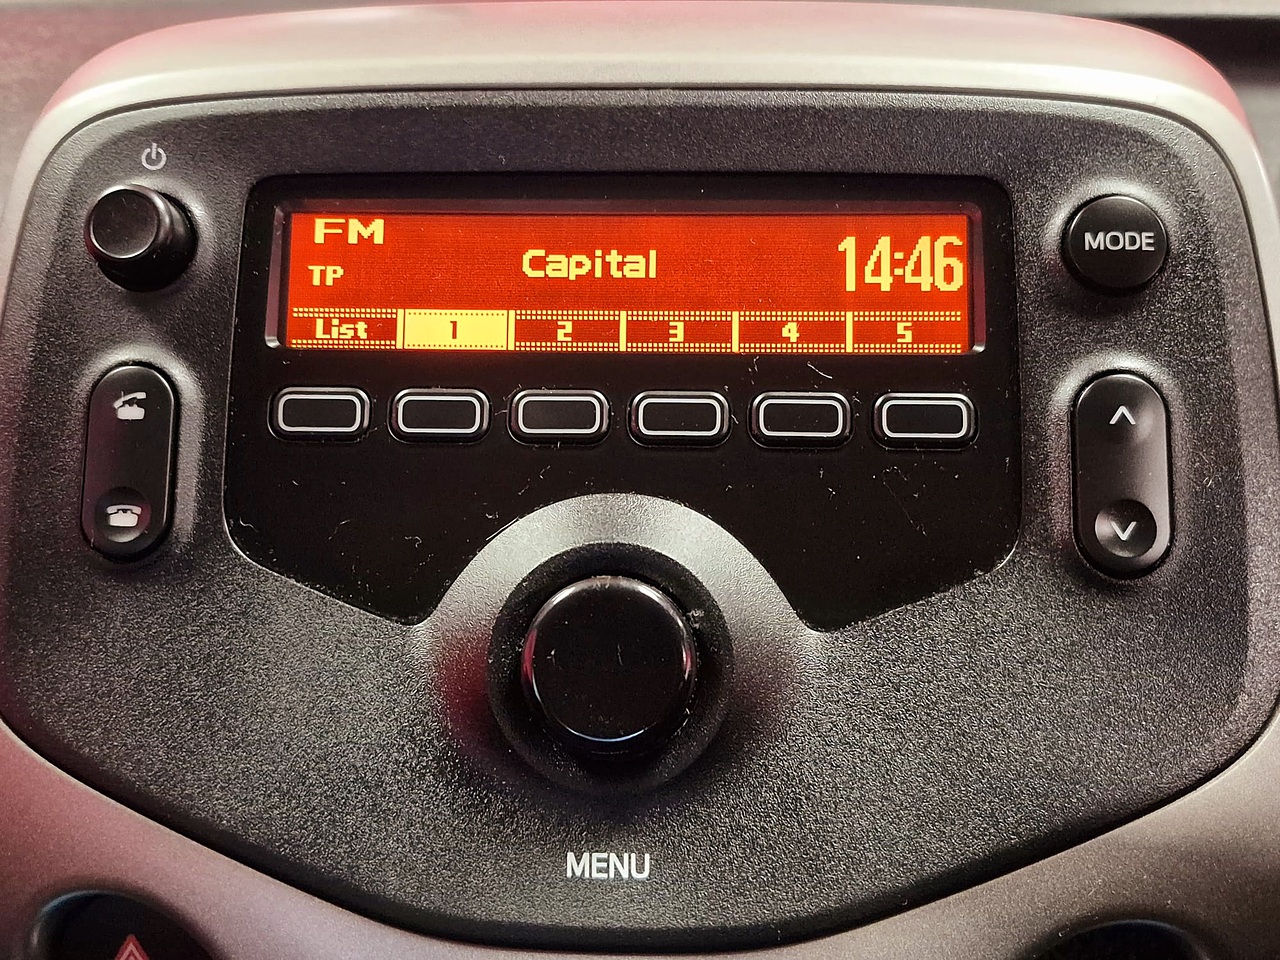 FM
TP
Capital
14:46
List 1 2 3 4 5
MODE
MENU